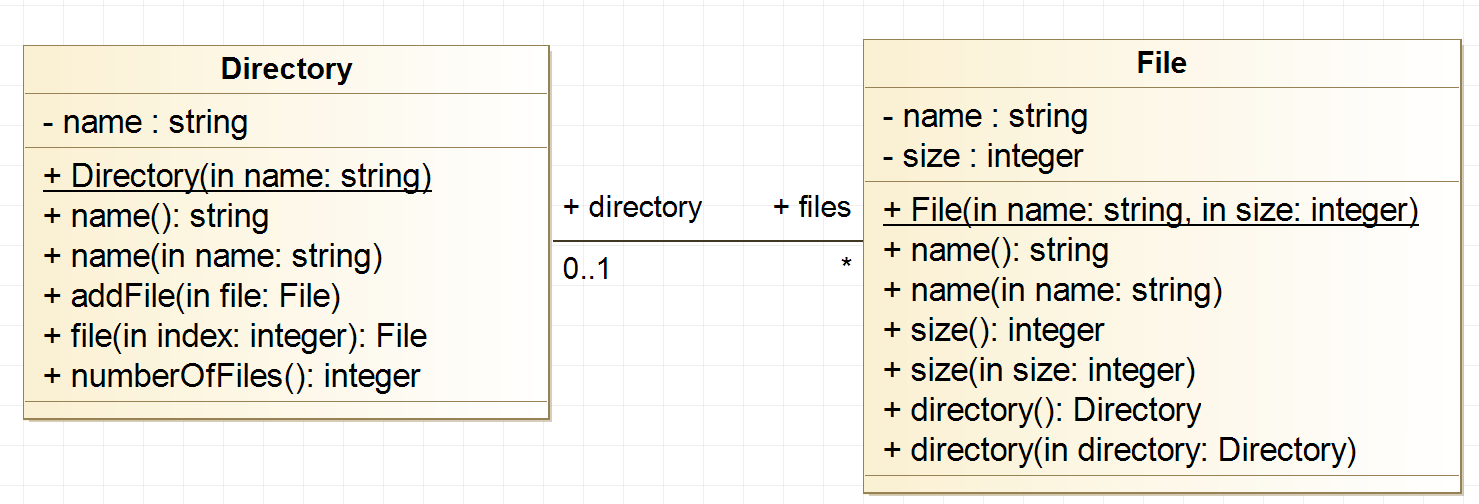 Directory
- name : string
+ Directory(in name: string)
+ name(): string
+ name(in name: string)
+ addFile(in file: File)
+ file(in index: integer): File
+ numberOfFiles(): integer
+ directory
0..1
+ files
*
File
- name : string
- size : integer
+ File(in name: string, in size: integer)
+ name(): string
+ name(in name: string)
+ size(): integer
+ size(in size: integer)
+ directory(): Directory
+ directory(in directory: Directory)